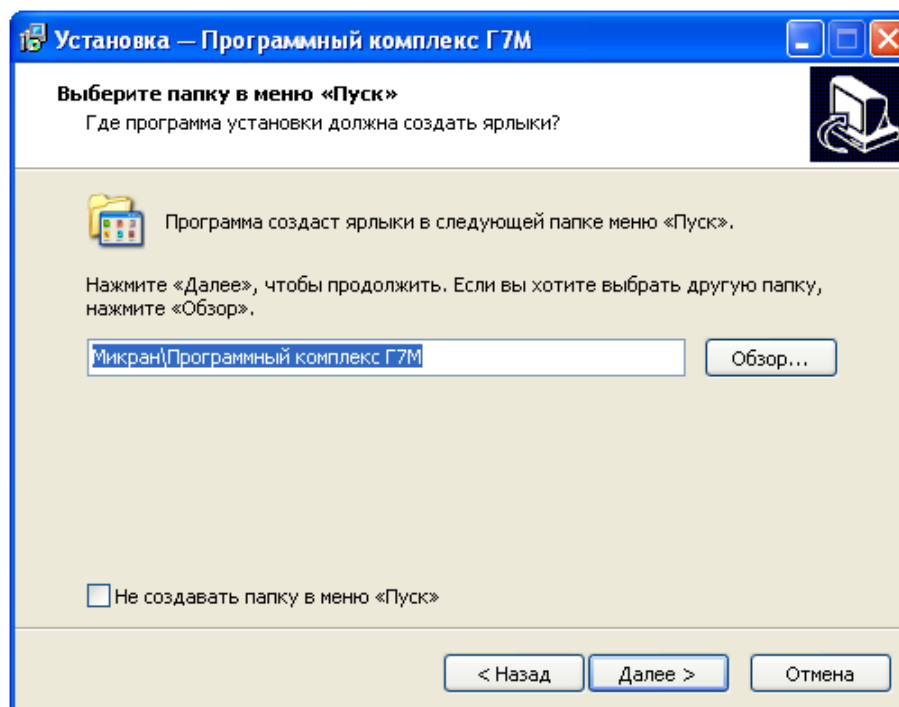 Установка — Программный комплекс Г7М
Выберите папку в меню «Пуск»
Где программа установки должна создать ярлыки?
Программа создаст ярлыки в следующей папке меню «Пуск».
Нажмите «Далее», чтобы продолжить. Если вы хотите выбрать другую папку,
нажмите «Обзор».
Микран\Программный комплекс Г7М
Обзор...
Не создавать папку в меню «Пуск»
< Назад
Далее >
Отмена